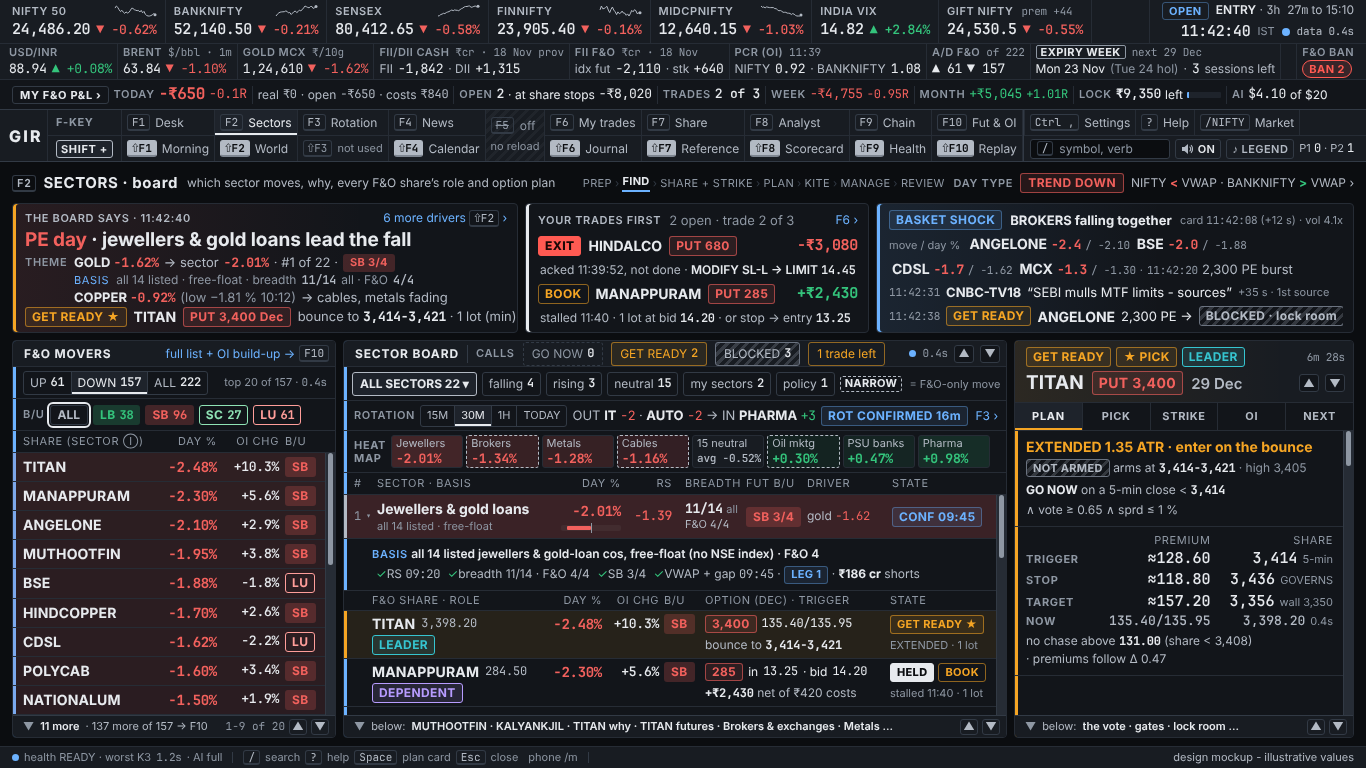 NIFTY 50
24,486.20 ▼ -0.62%
BANKNIFTY
52,140.50 ▼ -0.21%
SENSEX
80,412.65 ▼ -0.58%
FINNIFTY
23,905.40 ▼ -0.16%
MIDCPNIFTY
12,640.15 ▼ -1.03%
INDIA VIX
14.82 ▲ +2.84%
GIFT NIFTY prem +44
24,530.5 ▼ -0.55%
OPEN ENTRY · 3h 27m to 15:10
11:42:40 IST ● data 0.4s
USD/INR
88.94 ▲ +0.08%
BRENT $/bbl · 1m
63.84 ▼ -1.10%
GOLD MCX ₹/10g
1,24,610 ▼ -1.62%
FII/DII CASH ₹cr · 18 Nov prov
FII -1,842 · DII +1,315
FII F&O ₹cr · 18 Nov
idx fut -2,110 · stk +640
PCR (OI) 11:39
NIFTY 0.92 · BANKNIFTY 1.08
A/D F&O of 222
▲ 61 ▼ 157
EXPIRY WEEK next 29 Dec
Mon 23 Nov (Tue 24 hol) · 3 sessions left
F&O BAN
BAN 2
MY F&O P&L › TODAY -₹650 -0.1R real ₹0 · open -₹650 · costs ₹840 OPEN 2 · at share stops -₹8,020 TRADES 2 of 3 WEEK -₹4,755 -0.95R MONTH +₹5,045 +1.01R LOCK ₹9,350 left AI $4.10 of $20
GIR
F-KEY F1 Desk F2 Sectors F3 Rotation F4 News F5 off F6 My trades F7 Share F8 Analyst F9 Chain F10 Fut & OI Ctrl , Settings ? Help /NIFTY Market
SHIFT + ⇧F1 Morning ⇧F2 World ⇧F3 not used ⇧F4 Calendar no reload ⇧F6 Journal ⇧F7 Reference ⇧F8 Scorecard ⇧F9 Health ⇧F10 Replay / symbol, verb ON ♪ LEGEND P1 0 · P2 1
F2 SECTORS · board which sector moves, why, every F&O share's role and option plan PREP › FIND › SHARE + STRIKE › PLAN › KITE › MANAGE › REVIEW DAY TYPE TREND DOWN NIFTY < VWAP · BANKNIFTY > VWAP ›
THE BOARD SAYS · 11:42:40 6 more drivers ⇧F2 ›
PE day · jewellers & gold loans lead the fall
THEME GOLD -1.62% → sector -2.01% · #1 of 22 · SB 3/4
BASIS all 14 listed · free-float · breadth 11/14 all · F&O 4/4
COPPER -0.92% (low −1.81 % 10:12) → cables, metals fading
GET READY ★ TITAN PUT 3,400 Dec bounce to 3,414-3,421 · 1 lot (min)
YOUR TRADES FIRST 2 open · trade 2 of 3 F6 ›
EXIT HINDALCO PUT 680 -₹3,080
acked 11:39:52, not done · MODIFY SL-L → LIMIT 14.45
BOOK MANAPPURAM PUT 285 +₹2,430
stalled 11:40 · 1 lot at bid 14.20 · or stop → entry 13.25
BASKET SHOCK BROKERS falling together card 11:42:08 (+12 s) · vol 4.1x
move / day % ANGELONE -2.4 / -2.10 BSE -2.0 / -1.88
CDSL -1.7 / -1.62 MCX -1.3 / -1.30 · 11:42:20 2,300 PE burst
11:42:31 CNBC-TV18 “SEBI mulls MTF limits - sources” +35 s · 1st source
11:42:38 GET READY ANGELONE 2,300 PE → BLOCKED · lock room
F&O MOVERS full list + OI build-up → F10
UP 61 DOWN 157 ALL 222 top 20 of 157 · 0.4s
B/U ALL LB 38 SB 96 SC 27 LU 61
SHARE (SECTOR ⓘ) DAY % OI CHG B/U
TITAN -2.48% +10.3% SB
MANAPPURAM -2.30% +5.6% SB
ANGELONE -2.10% +2.9% SB
MUTHOOTFIN -1.95% +3.8% SB
BSE -1.88% -1.8% LU
HINDCOPPER -1.70% +2.6% SB
CDSL -1.62% -2.2% LU
POLYCAB -1.60% +3.4% SB
NATIONALUM -1.50% +1.9% SB
▼ 11 more · 137 more of 157 → F10 1-9 of 20 ▲ ▼
SECTOR BOARD CALLS GO NOW 0 GET READY 2 BLOCKED 3 1 trade left ● 0.4s ▲ ▼
ALL SECTORS 22 ▾ falling 4 rising 3 neutral 15 my sectors 2 policy 1 NARROW = F&O-only move
ROTATION 15M 30M 1H TODAY OUT IT -2 · AUTO -2 → IN PHARMA +3 ROT CONFIRMED 16m F3 ›
HEAT MAP
Jewellers -2.01%
Brokers -1.34%
Metals -1.28%
Cables -1.16%
15 neutral avg -0.52%
Oil mktg +0.30%
PSU banks +0.47%
Pharma +0.98%
# SECTOR · BASIS DAY % RS BREADTH FUT B/U DRIVER STATE
1 ▾ Jewellers & gold loans -2.01% -1.39 11/14 all SB 3/4 gold -1.62 CONF 09:45
all 14 listed · free-float F&O 4/4
BASIS all 14 listed jewellers & gold-loan cos, free-float (no NSE index) · F&O 4
✓RS 09:20 ✓breadth 11/14 · F&O 4/4 ✓SB 3/4 ✓VWAP + gap 09:45 · LEG 1 · ₹186 cr shorts
F&O SHARE · ROLE DAY % OI CHG B/U OPTION (DEC) · TRIGGER STATE
TITAN 3,398.20 -2.48% +10.3% SB 3,400 135.40/135.95 GET READY ★
LEADER bounce to 3,414-3,421 EXTENDED · 1 lot
MANAPPURAM 284.50 -2.30% +5.6% SB 285 in 13.25 · bid 14.20 HELD BOOK
DEPENDENT +₹2,430 net of ₹420 costs stalled 11:40 · 1 lot
▼ below: MUTHOOTFIN · KALYANKJIL · TITAN why · TITAN futures · Brokers & exchanges · Metals ... ▲ ▼
GET READY ★ PICK LEADER 6m 28s
TITAN PUT 3,400 29 Dec ▲ ▼
PLAN PICK STRIKE OI NEXT
EXTENDED 1.35 ATR · enter on the bounce
NOT ARMED arms at 3,414-3,421 · high 3,405
GO NOW on a 5-min close < 3,414
∧ vote ≥ 0.65 ∧ sprd ≤ 1 %
PREMIUM SHARE
TRIGGER ≈128.60 3,414 5-min
STOP ≈118.80 3,436 GOVERNS
TARGET ≈157.20 3,356 wall 3,350
NOW 135.40/135.95 3,398.20 0.4s
no chase above 131.00 (share < 3,408)
· premiums follow Δ 0.47
▼ below: the vote · gates · lock room ... ▲ ▼
● health READY · worst K3 1.2s · AI full / search ? help Space plan card Esc close phone /m design mockup - illustrative values